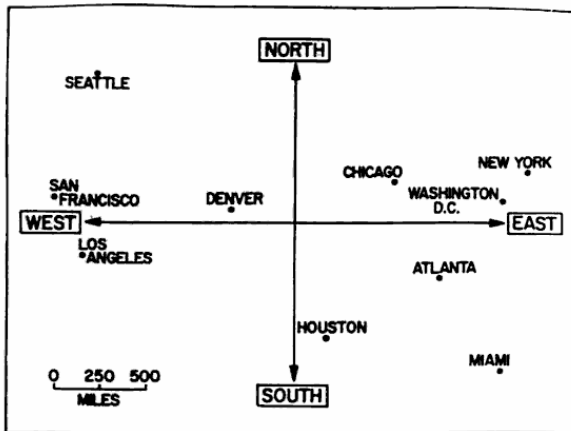 NORTH
SEATTLE
SAN
FRANCISCO
DENVER
CHICAGO
NEW YORK
WASHINGTON
D.C.
WEST
EAST
LOS
ANGELES
ATLANTA
HOUSTON
MIAMI
0 250 500
MILES
SOUTH